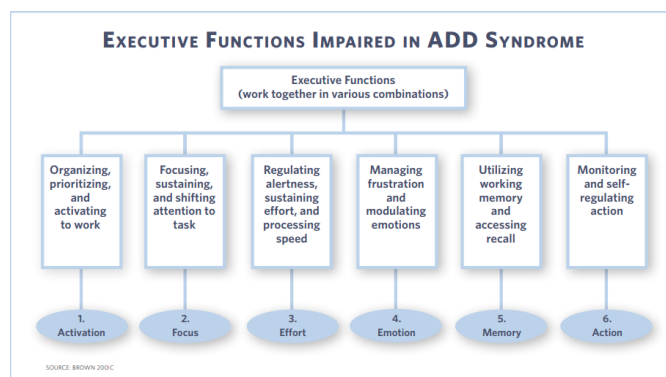 EXECUTIVE FUNCTIONS IMPAIRED IN ADD SYNDROME
Executive Functions
(work together in various combinations)
Organizing,
prioritizing,
and
activating
to work
Focusing,
sustaining,
and shifting
attention to
task
Regulating
alertness,
sustaining
effort, and
processing
speed
Managing
frustration
and
modulating
emotions
Utilizing
working
memory
and
accessing
recall
Monitoring
and self-
regulating
action
1.
Activation
2.
Focus
3.
Effort
4.
Emotion
5.
Memory
6.
Action
SOURCE: BROWN 2001C